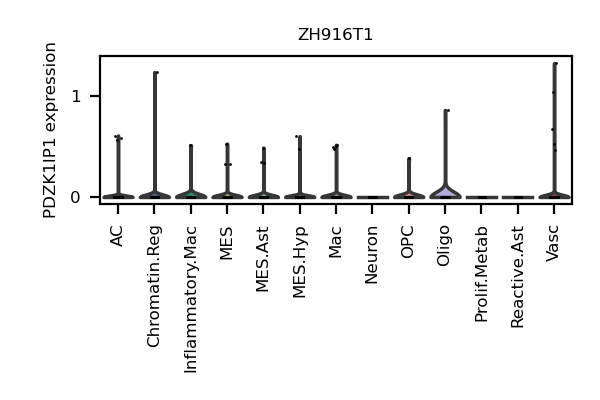 ZH916T1
PDZK1IP1 expression
1
0
AC
Chromatin.Reg
Inflammatory.Mac
MES
MES.Ast
MES.Hyp
Mac
Neuron
OPC
Oligo
Prolif.Metab
Reactive.Ast
Vasc